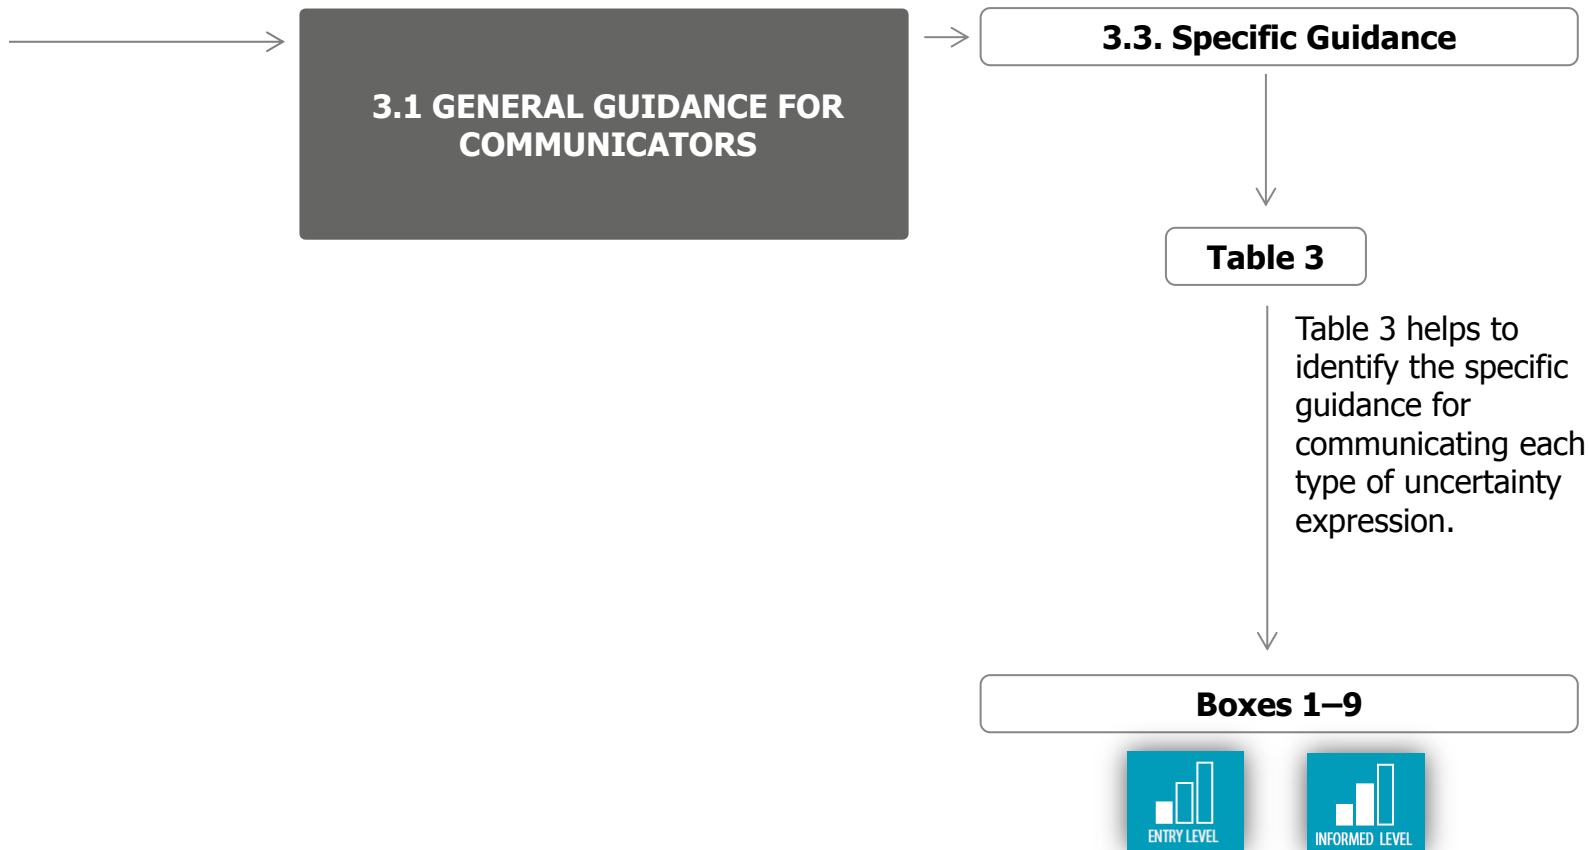 3.1 GENERAL GUIDANCE FOR
COMMUNICATORS
3.3. Specific Guidance
Table 3
Table 3 helps to
identify the specific
guidance for
communicating each
type of uncertainty
expression.
Boxes 1–9
ENTRY LEVEL
INFORMED LEVEL